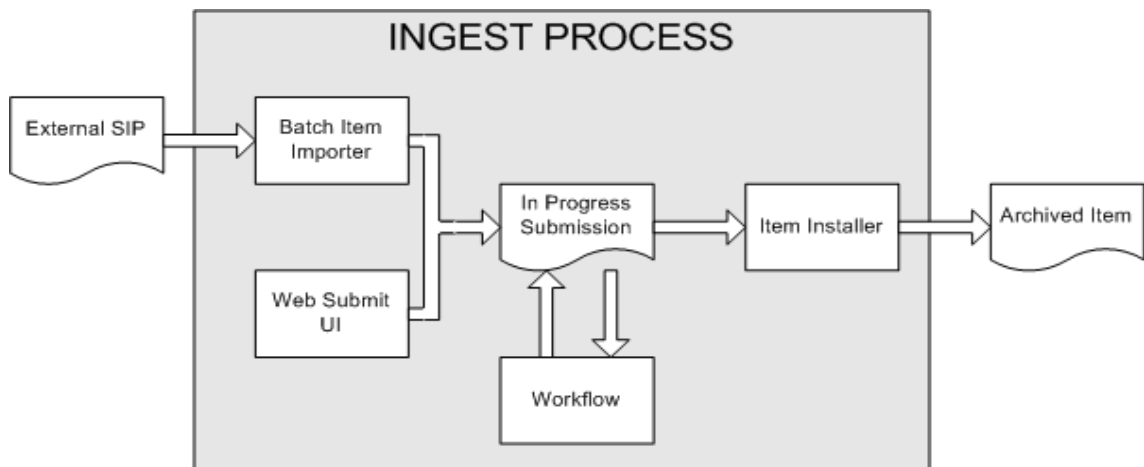 INGEST PROCESS
External SIP
Batch Item
Importer
In Progress
Submission
Item Installer
Archived Item
Web Submit
UI
Workflow